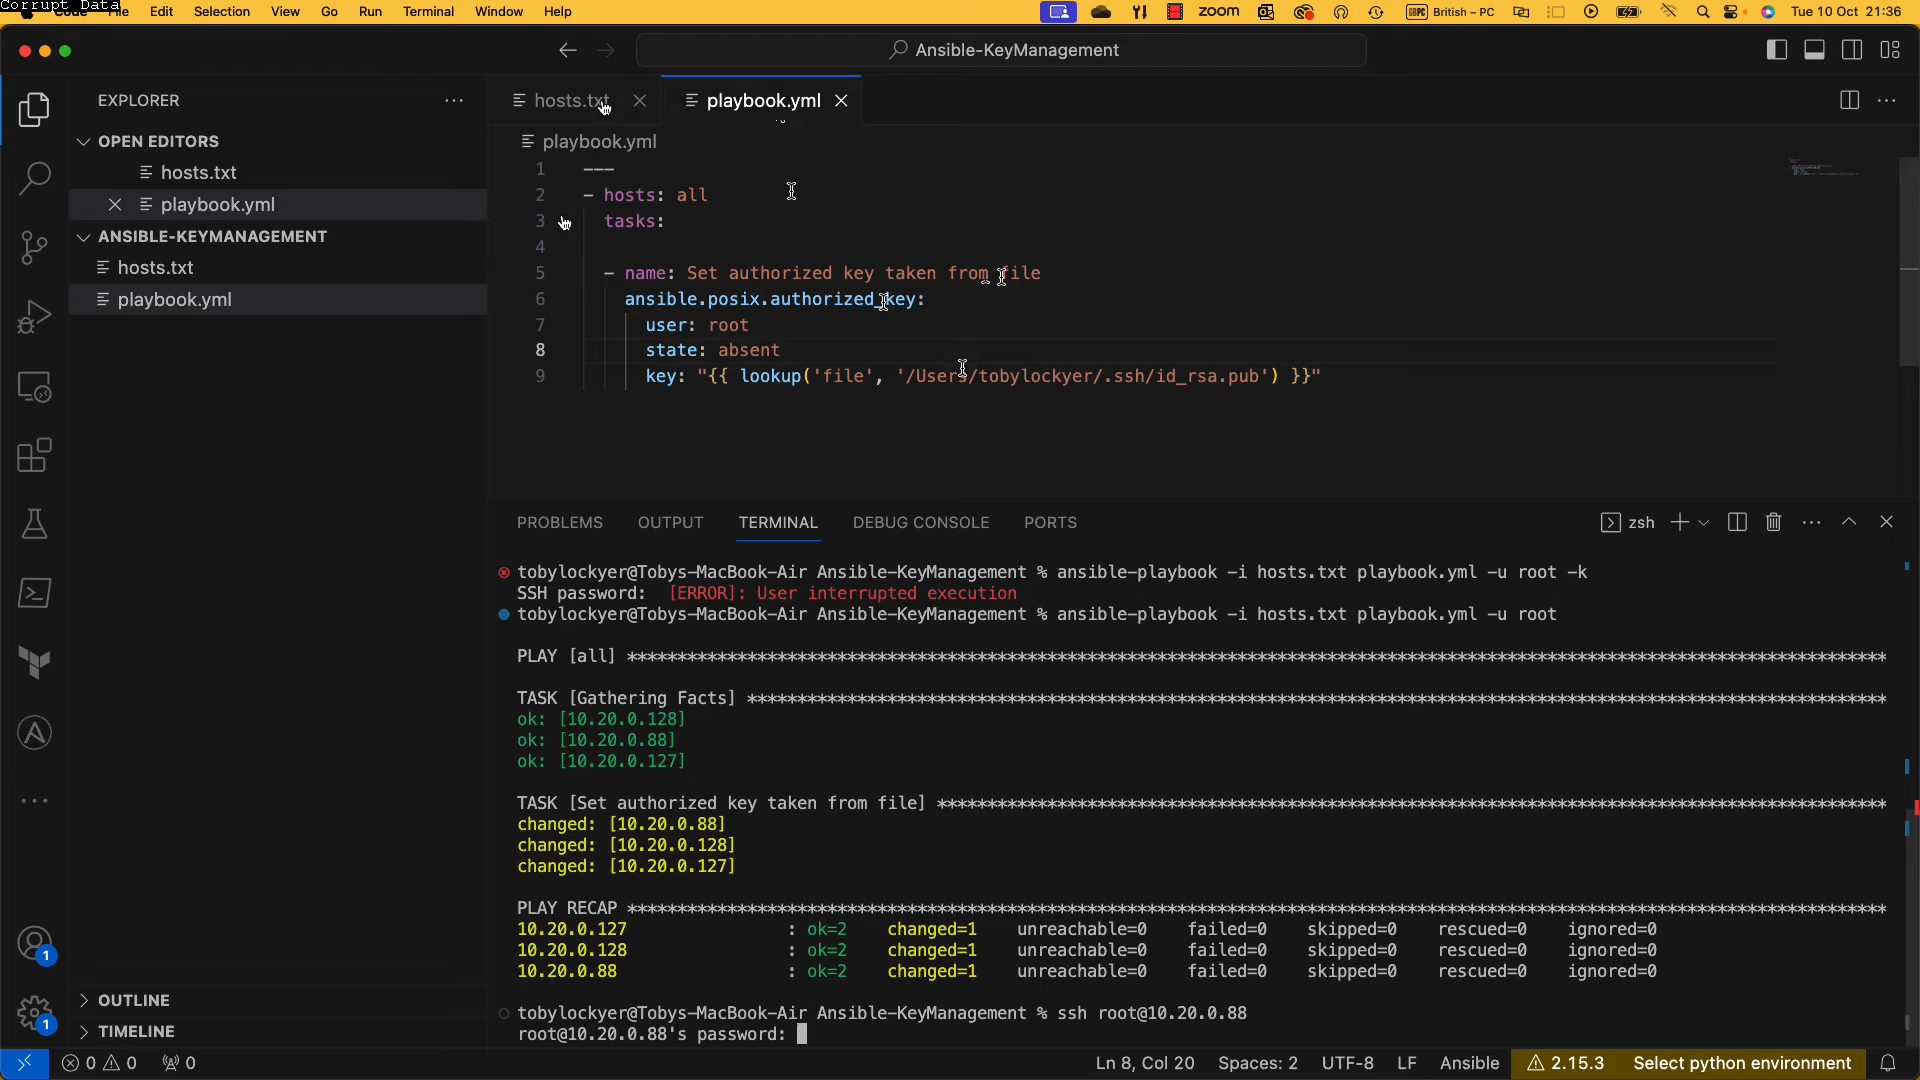 Corrupt Data
Code File Edit Selection View Go Run Terminal Window Help
zoom British – PC Tue 10 Oct 21:36
Ansible-KeyManagement
EXPLORER
OPEN EDITORS
hosts.txt
playbook.yml
ANSIBLE-KEYMANAGEMENT
hosts.txt
playbook.yml
OUTLINE
TIMELINE
hosts.txt playbook.yml
playbook.yml
1 ---
2 - hosts: all
3 tasks:
4
5 - name: Set authorized key taken from file
6 ansible.posix.authorized_key:
7 user: root
8 state: absent
9 key: "{{ lookup('file', '/Users/tobylockyer/.ssh/id_rsa.pub') }}"
PROBLEMS OUTPUT TERMINAL DEBUG CONSOLE PORTS
zsh
tobylockyer@Tobys-MacBook-Air Ansible-KeyManagement % ansible-playbook -i hosts.txt playbook.yml -u root -k
SSH password: [ERROR]: User interrupted execution
tobylockyer@Tobys-MacBook-Air Ansible-KeyManagement % ansible-playbook -i hosts.txt playbook.yml -u root
PLAY [all] ****************************************************************************************************
TASK [Gathering Facts] ****************************************************************************************
ok: [10.20.0.128]
ok: [10.20.0.88]
ok: [10.20.0.127]
TASK [Set authorized key taken from file] *********************************************************************
changed: [10.20.0.88]
changed: [10.20.0.128]
changed: [10.20.0.127]
PLAY RECAP ****************************************************************************************************
10.20.0.127 : ok=2 changed=1 unreachable=0 failed=0 skipped=0 rescued=0 ignored=0
10.20.0.128 : ok=2 changed=1 unreachable=0 failed=0 skipped=0 rescued=0 ignored=0
10.20.0.88 : ok=2 changed=1 unreachable=0 failed=0 skipped=0 rescued=0 ignored=0
tobylockyer@Tobys-MacBook-Air Ansible-KeyManagement % ssh root@10.20.0.88
root@10.20.0.88's password:
1
1
0 0 0 Ln 8, Col 20 Spaces: 2 UTF-8 LF Ansible 2.15.3 Select python environment